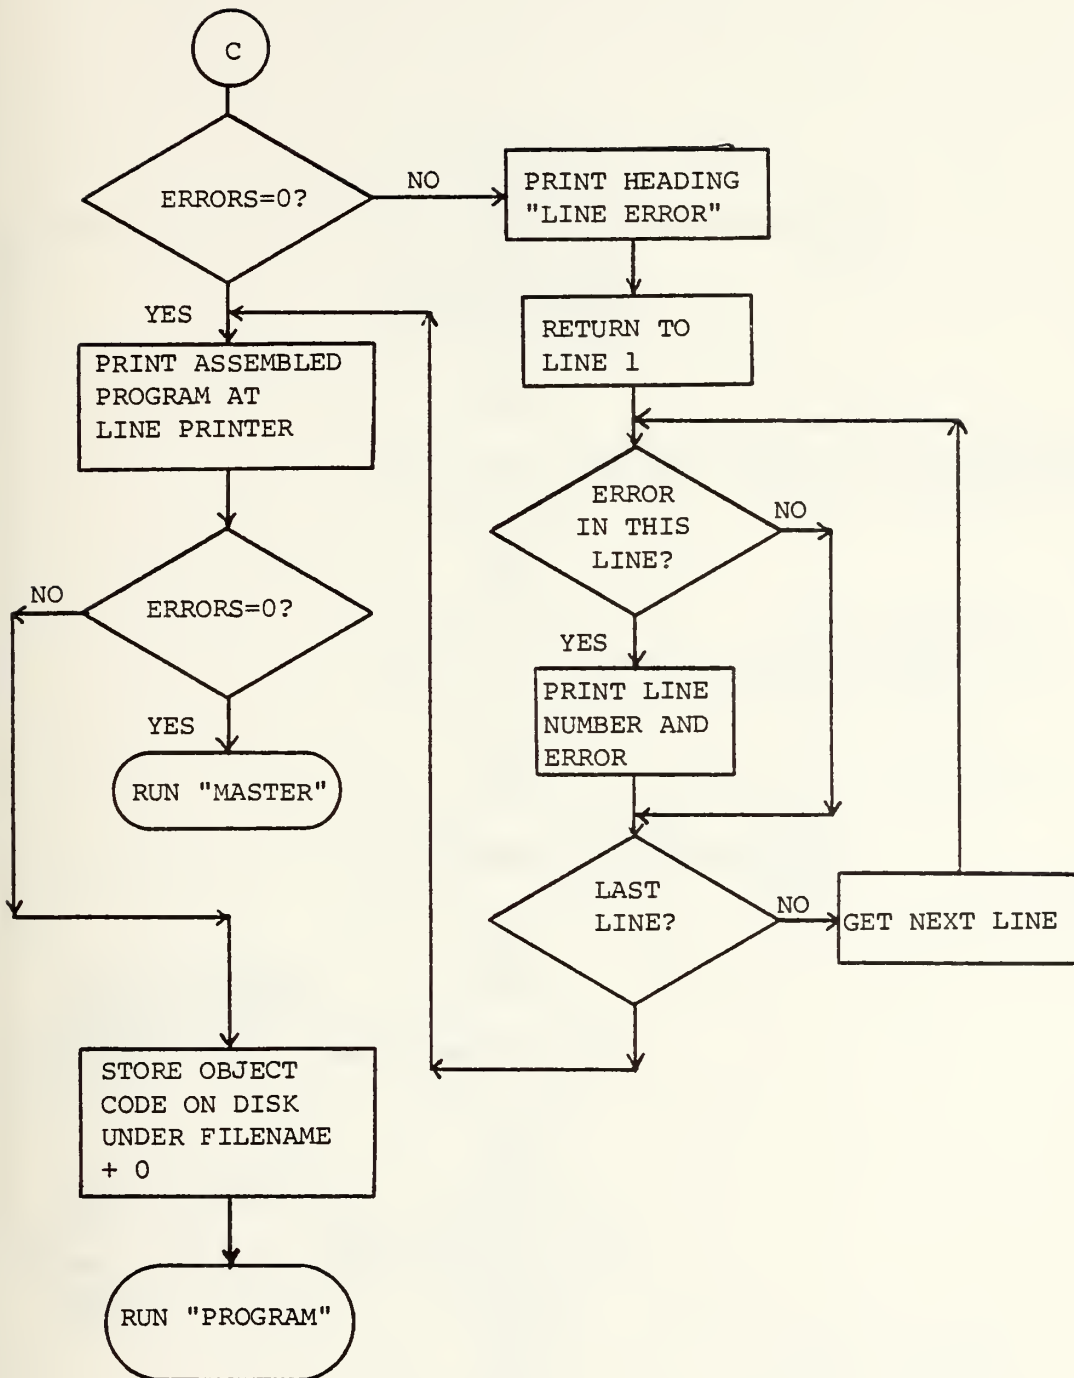 C
ERRORS=0?
NO
PRINT HEADING
"LINE ERROR"
YES
RETURN TO
LINE 1
PRINT ASSEMBLED
PROGRAM AT
LINE PRINTER
ERROR
IN THIS
LINE?
NO
NO
ERRORS=0?
YES
PRINT LINE
NUMBER AND
ERROR
YES
RUN "MASTER"
LAST
LINE?
NO
GET NEXT LINE
STORE OBJECT
CODE ON DISK
UNDER FILENAME
+ 0
RUN "PROGRAM"